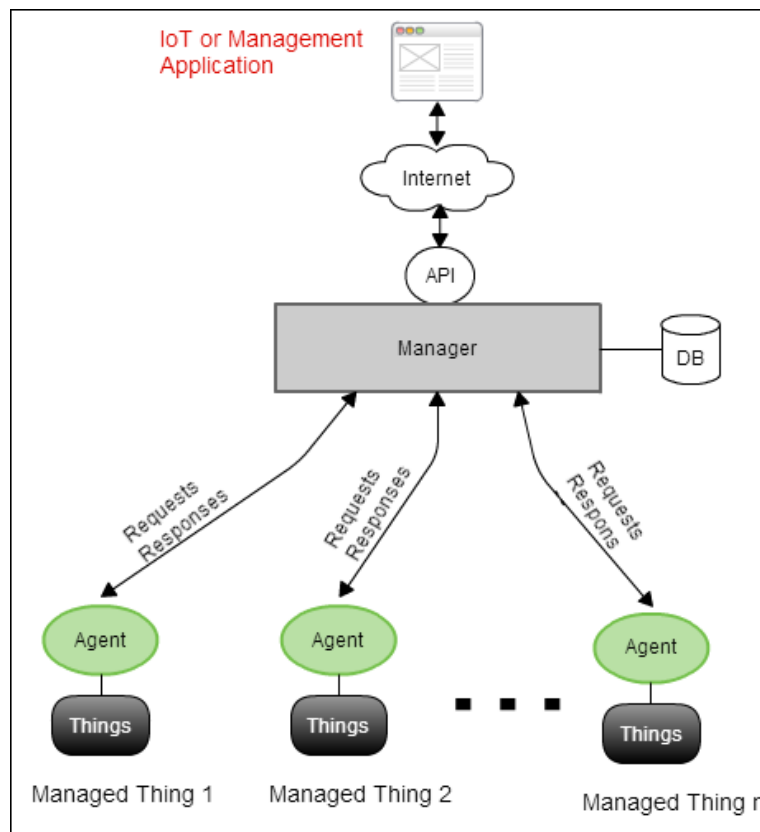 IoT or Management
Application
Internet
API
Manager
DB
Requests
Responses
Requests
Responses
Requests
Respons
Agent
Agent
Agent
Things
Things
Things
Managed Thing 1
Managed Thing 2
Managed Thing n